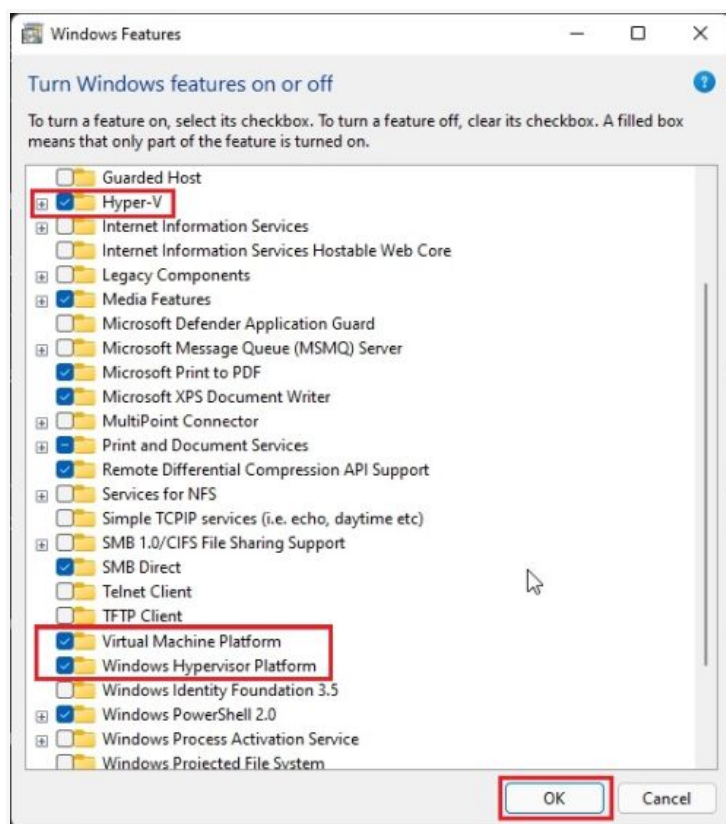 Windows Features
Turn Windows features on or off
To turn a feature on, select its checkbox. To turn a feature off, clear its checkbox. A filled box
means that only part of the feature is turned on.
Guarded Host
Hyper-V
Internet Information Services
Internet Information Services Hostable Web Core
Legacy Components
Media Features
Microsoft Defender Application Guard
Microsoft Message Queue (MSMQ) Server
Microsoft Print to PDF
Microsoft XPS Document Writer
MultiPoint Connector
Print and Document Services
Remote Differential Compression API Support
Services for NFS
Simple TCPIP services (i.e. echo, daytime etc)
SMB 1.0/CIFS File Sharing Support
SMB Direct
Telnet Client
TFTP Client
Virtual Machine Platform
Windows Hypervisor Platform
Windows Identity Foundation 3.5
Windows PowerShell 2.0
Windows Process Activation Service
Windows Projected File System
OK Cancel